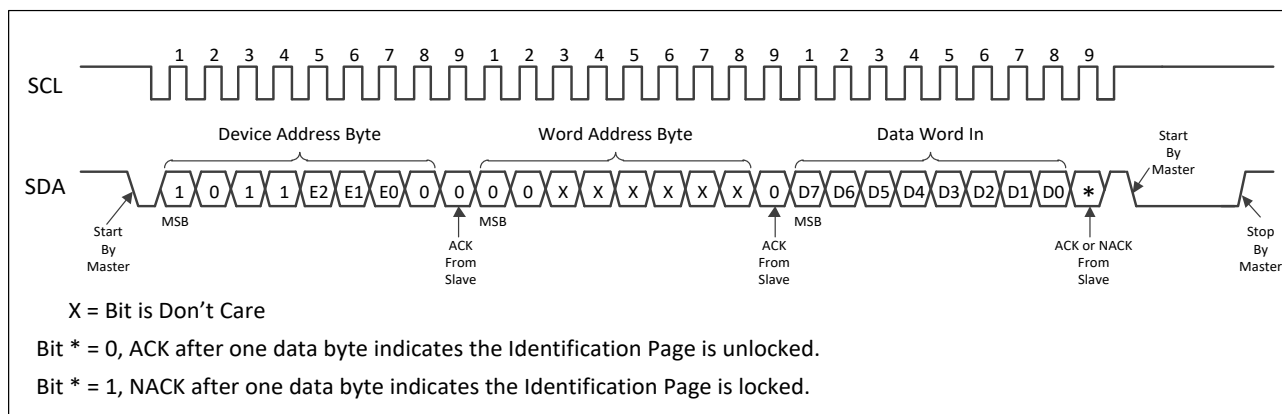 1 2 3 4 5 6 7 8 9 1 2 3 4 5 6 7 8 9 1 2 3 4 5 6 7 8 9
SCL
Device Address Byte
Word Address Byte
Data Word In
Start
By
Master
SDA
1 0 1 1 E2 E1 E0 0 0 0 0 X X X X X X 0 D7 D6 D5 D4 D3 D2 D1 D0 *
MSB
MSB
MSB
Start
By
Master
ACK
From
Slave
ACK
From
Slave
ACK or NACK
From
Slave
Stop
By
Master
X = Bit is Don’t Care
Bit * = 0, ACK after one data byte indicates the Identification Page is unlocked.
Bit * = 1, NACK after one data byte indicates the Identification Page is locked.